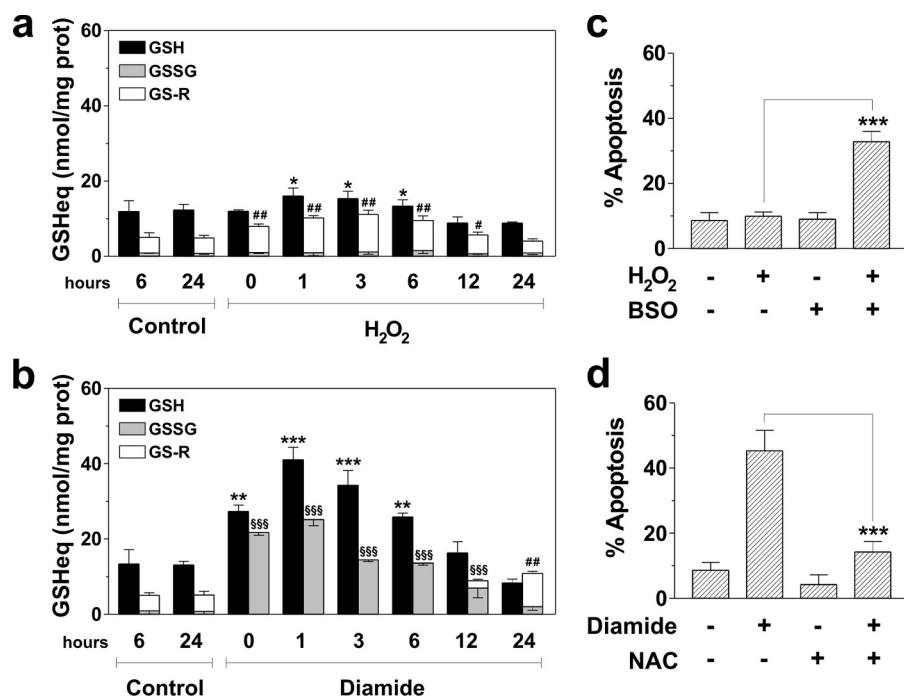 a
GSHeq (nmol/mg prot)
60
40
20
0
GSH
GSSG
GS-R
*
*
*
##
##
##
##
#
hours
6 24 0 1 3 6 12 24
Control
H₂O₂
b
GSHeq (nmol/mg prot)
60
40
20
0
GSH
GSSG
GS-R
**
***
***
**
§§§
§§§
§§§
§§§
§§§
##
hours
6 24 0 1 3 6 12 24
Control
Diamide
c
% Apoptosis
60
40
20
0
***
H₂O₂ - + - +
BSO - - + +
d
% Apoptosis
60
40
20
0
***
Diamide - + - +
NAC - - + +